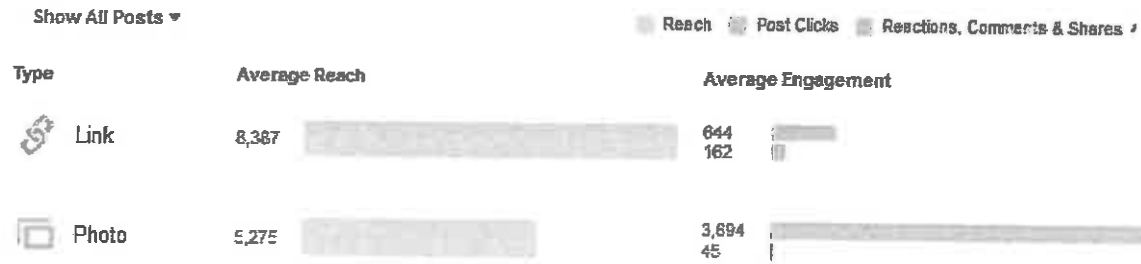 Show All Posts
Reach Post Clicks Reactions, Comments & Shares
Type Average Reach Average Engagement
Link 8,387 644
162
Photo 5,275 3,694
45